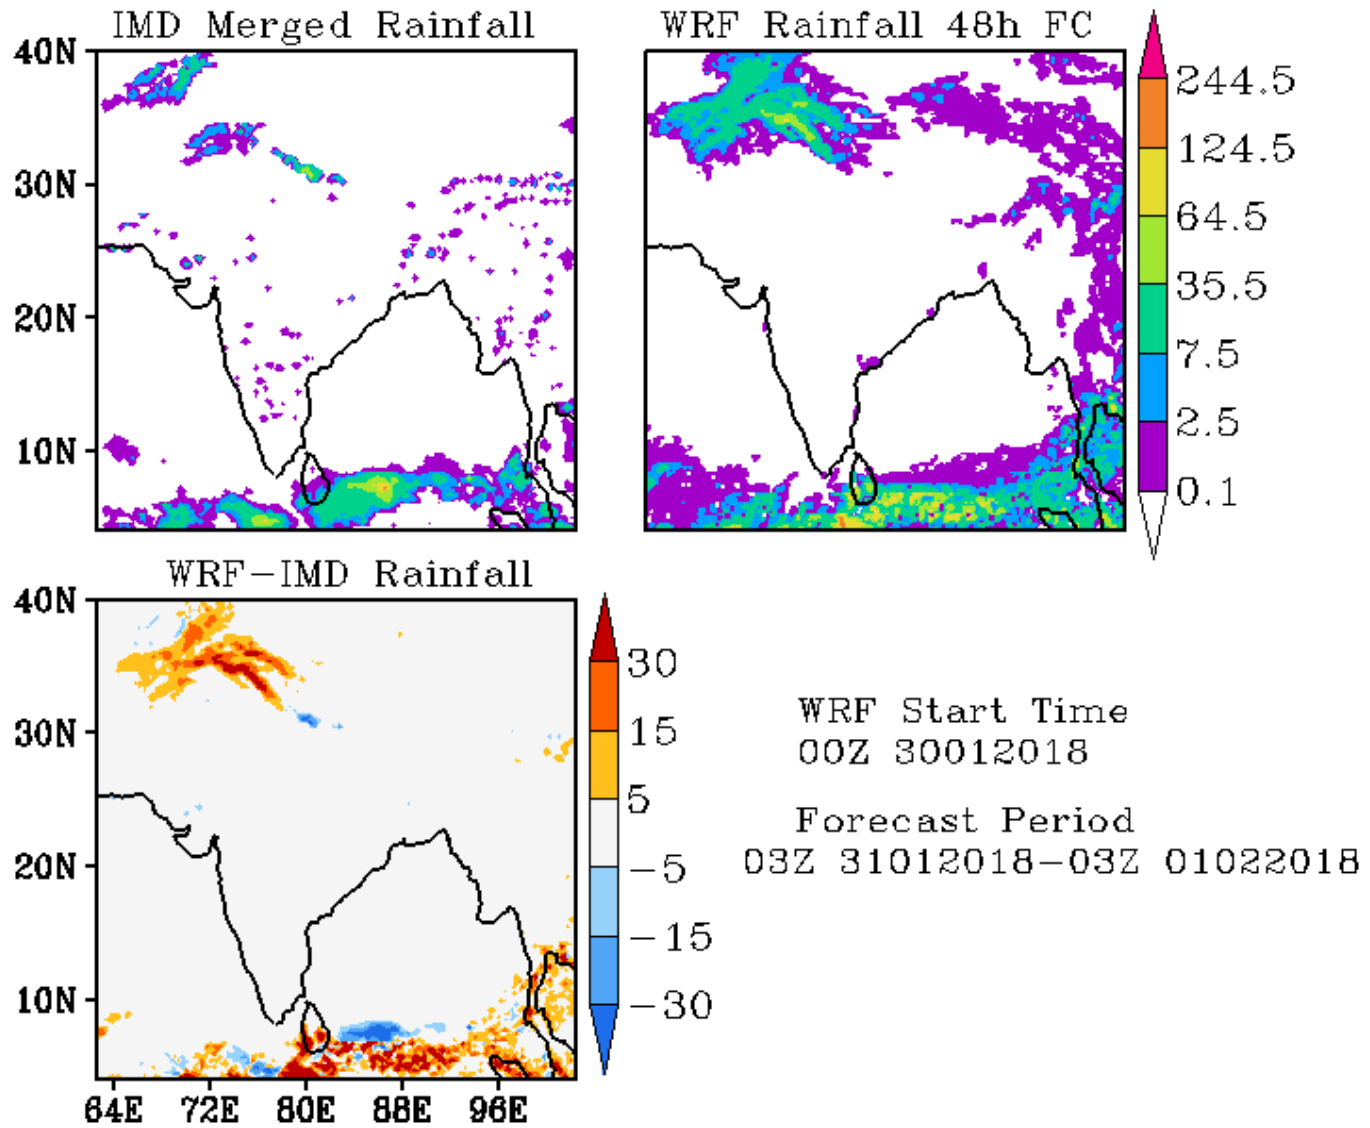 IMD Merged Rainfall
WRF Rainfall 48h FC
40N
30N
20N
10N
244.5
124.5
64.5
35.5
7.5
2.5
0.1
WRF-IMD Rainfall
40N
30N
20N
10N
64E 72E 80E 88E 96E
30
15
5
-5
-15
-30
WRF Start Time
00Z 30012018
Forecast Period
03Z 31012018-03Z 01022018